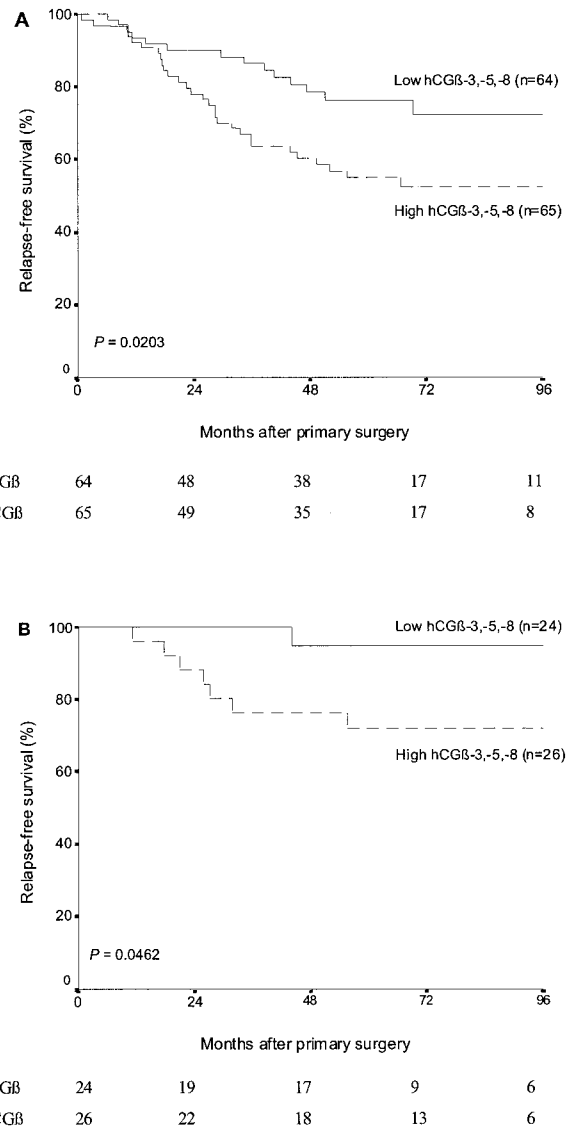 A
100
80
60
40
20
0
Relapse-free survival (%)
Low hCGß-3,-5,-8 (n=64)
High hCGß-3,-5,-8 (n=65)
P = 0.0203
0 24 48 72 96
Months after primary surgery
Gß 64 48 38 17 11
Gß 65 49 35 17 8
B
100
80
60
40
20
0
Relapse-free survival (%)
Low hCGß-3,-5,-8 (n=24)
High hCGß-3,-5,-8 (n=26)
P = 0.0462
0 24 48 72 96
Months after primary surgery
Gß 24 19 17 9 6
Gß 26 22 18 13 6